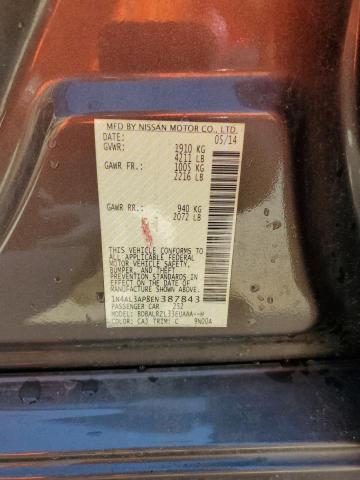 MFD BY NISSAN MOTOR CO., LTD.
DATE: 05/14
GVWR: 1910 KG
4211 LB
GAWR FR: 1005 KG
2216 LB
GAWR RR: 940 KG
2072 LB
THIS VEHICLE CONFORMS TO
ALL APPLICABLE FEDERAL
MOTOR VEHICLE SAFETY,
BUMPER, AND THEFT
PREVENTION STANDARDS IN
EFFECT ON THE DATE OF
MANUFACTURE SHOWN ABOVE.
1N4AL3AP8EN387843
PASSENGER CAR 252
MODEL: BDBALRZL33EUAAA--M
COLOR: CAJ TRIM: C 9N00A